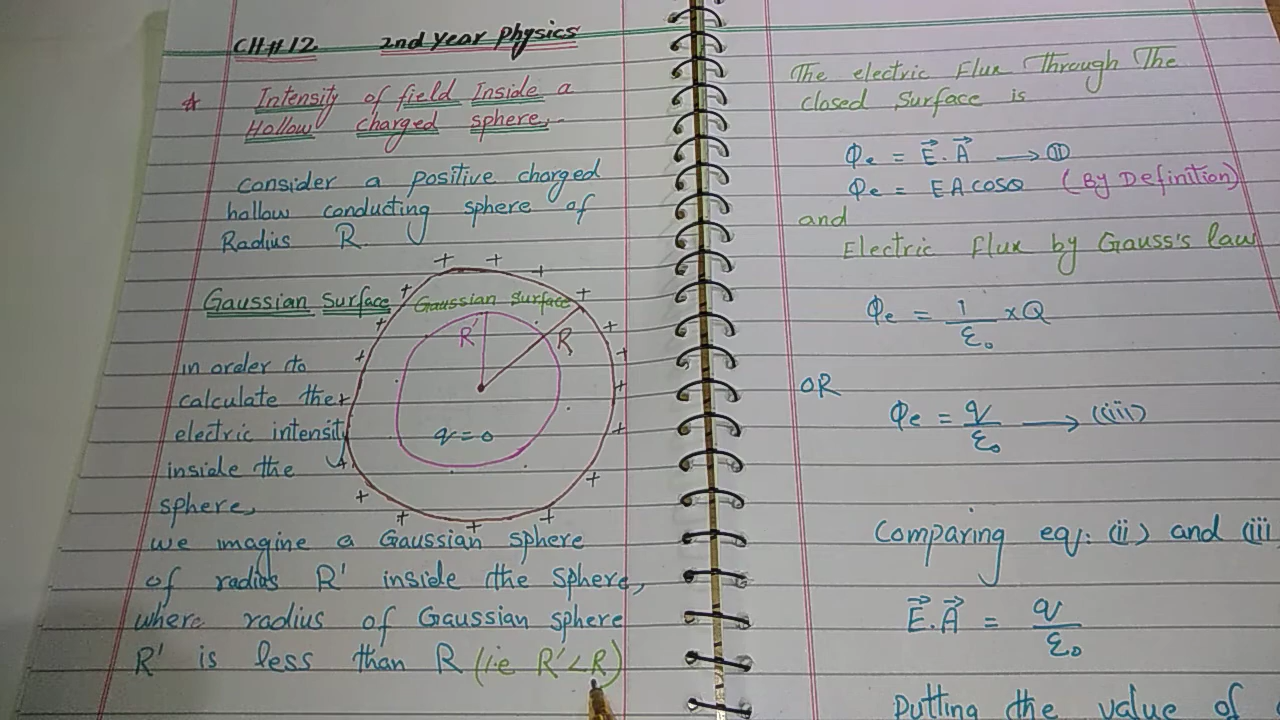 CH# 12 2nd Year Physics
* Intensity of field Inside a
Hollow charged sphere.
Consider a positive charged
hallow conducting sphere of
Radius R.
Gaussian Surface
Gaussian Surface
R'
R
q = 0
in order to
calculate the
electric intensity
inside the
sphere,
we imagine a Gaussian sphere
of radius R' inside the sphere,
where radius of Gaussian sphere
R' is less than R (i.e R' < R)
The electric Flux Through The
closed surface is
Φe = E⃗.A⃗ → (ii)
Φe = EA cosθ (By Definition)
and
Electric flux by Gauss's law
Φe = 1/ε₀ × Q
OR
Φe = q/ε₀ → (iii)
Comparing eq: (ii) and (iii
E⃗.A⃗ = q/ε₀
Putting the value of